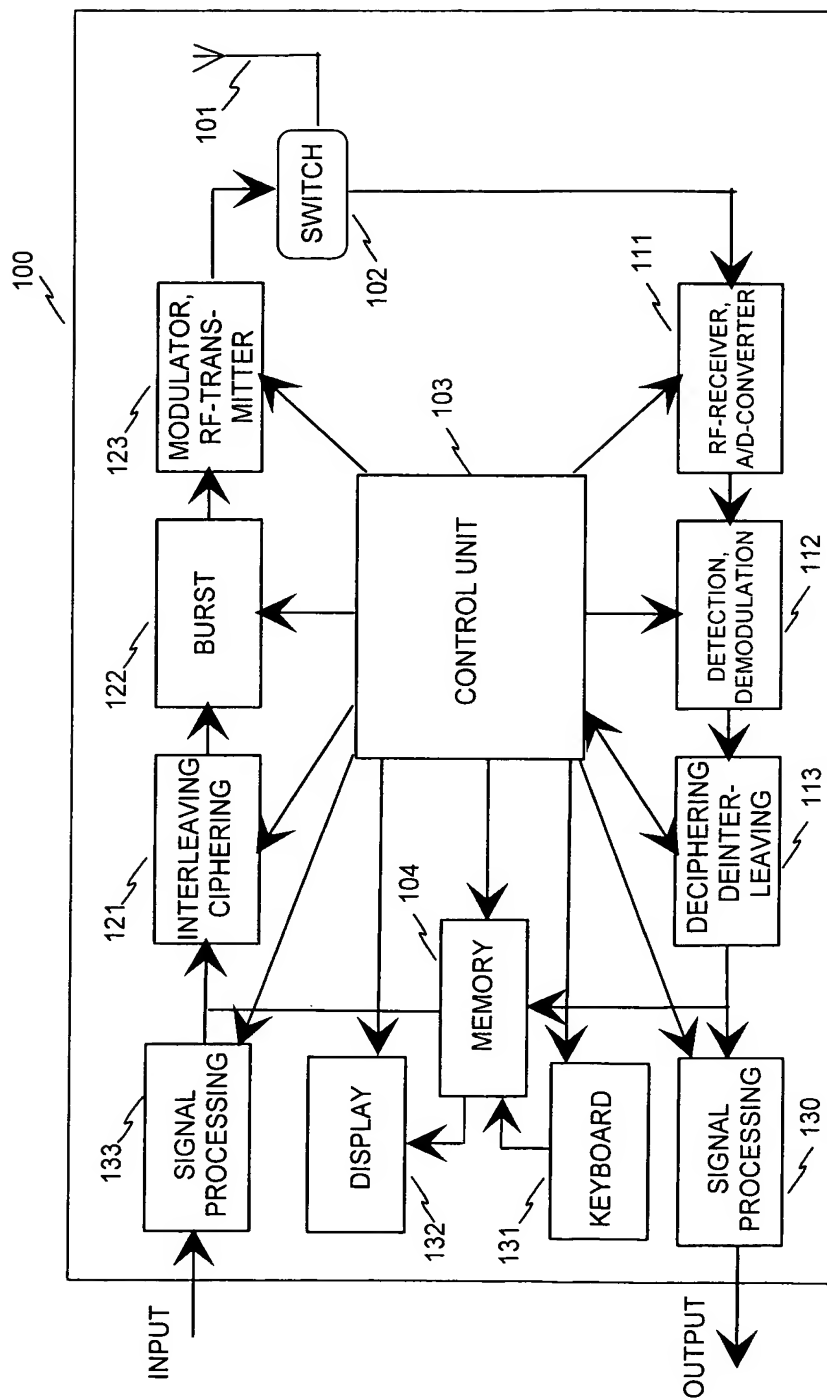 100
INPUT
133
SIGNAL
PROCESSING
121
INTERLEAVING
CIPHERING
122
BURST
123
MODULATOR,
RF-TRANS-
MITTER
101
SWITCH
102
132
DISPLAY
104
MEMORY
103
CONTROL UNIT
131
KEYBOARD
OUTPUT
130
SIGNAL
PROCESSING
113
DECIPHERING
DEINTER-
LEAVING
112
DETECTION,
DEMODULATION
111
RF-RECEIVER,
A/D-CONVERTER